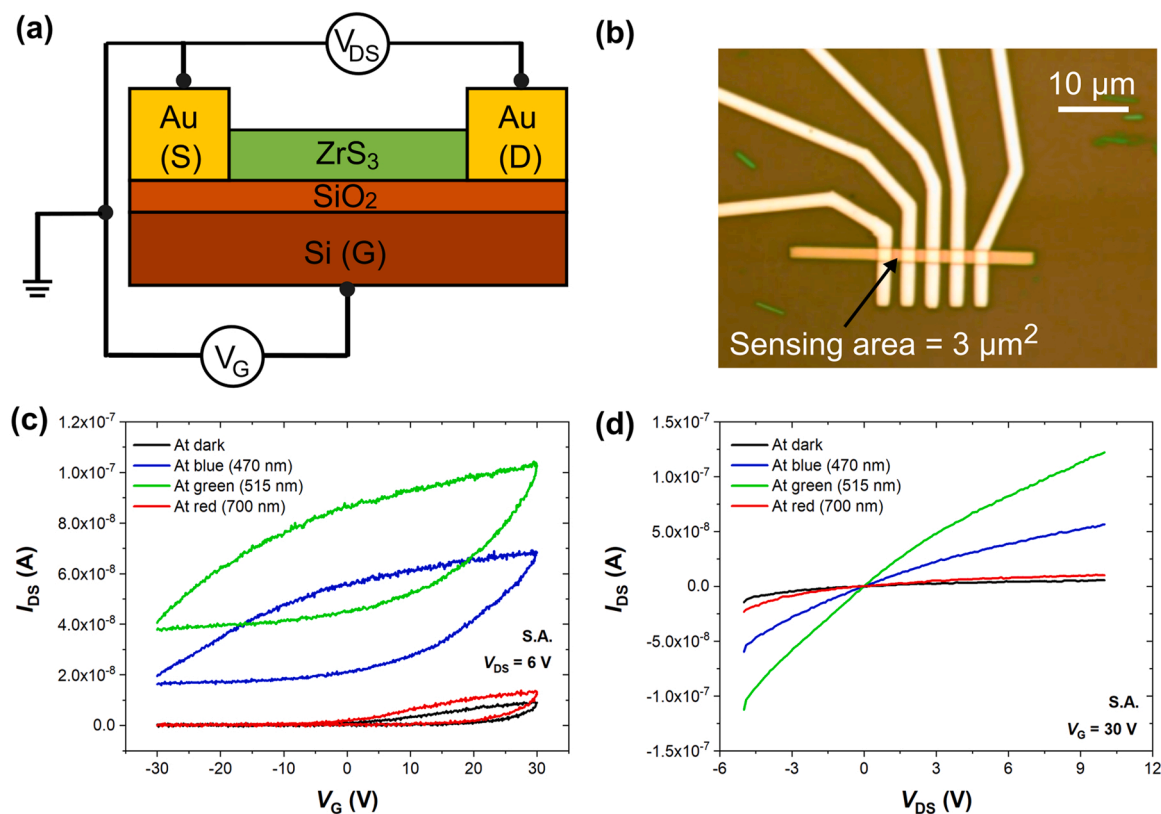 (a)
V_DS
Au
(S)
Au
(D)
ZrS₃
SiO₂
Si (G)
V_G
(b)
10 µm
Sensing area = 3 µm²
(c)
1.2x10⁻⁷
1.0x10⁻⁷
8.0x10⁻⁸
6.0x10⁻⁸
4.0x10⁻⁸
2.0x10⁻⁸
0.0
I_DS (A)
At dark
At blue (470 nm)
At green (515 nm)
At red (700 nm)
S.A.
V_DS = 6 V
-30 -20 -10 0 10 20 30
V_G (V)
(d)
1.5x10⁻⁷
1.0x10⁻⁷
5.0x10⁻⁸
0.0
-5.0x10⁻⁸
-1.0x10⁻⁷
-1.5x10⁻⁷
I_DS (A)
At dark
At blue (470 nm)
At green (515 nm)
At red (700 nm)
S.A.
V_G = 30 V
-6 -3 0 3 6 9 12
V_DS (V)